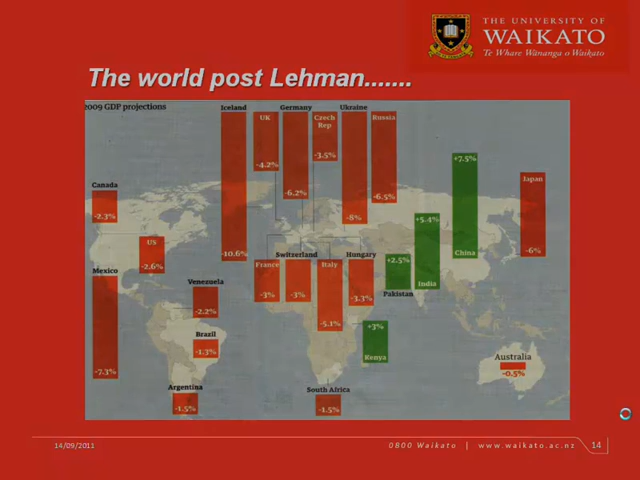 THE UNIVERSITY OF
WAIKATO
Te Whare Wānanga o Waikato
The world post Lehman.......
2009 GDP projections
Iceland
-10.6%
UK
-4.2%
Germany
-6.2%
Czech
Rep
-3.5%
Ukraine
-8%
Russia
-6.5%
+7.5%
China
Japan
-6%
Canada
-2.3%
US
-2.6%
Mexico
-7.3%
Venezuela
-2.2%
Brazil
-1.3%
Argentina
-1.5%
France
-3%
Switzerland
-3%
Italy
-5.1%
Hungary
-3.3%
+2.5%
Pakistan
+5.4%
India
+3%
Kenya
South Africa
-1.5%
Australia
-0.5%
14/09/2011
0800 Waikato | www.waikato.ac.nz
14